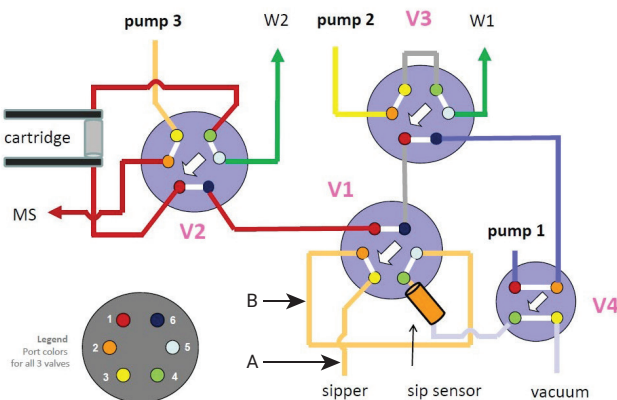 pump 3
W2
pump 2
V3
W1
cartridge
V1
MS
V2
pump 1
B
V4
Legend
Port colors
for all 3 valves
1
6
2
5
3
4
A
sipper
sip sensor
vacuum